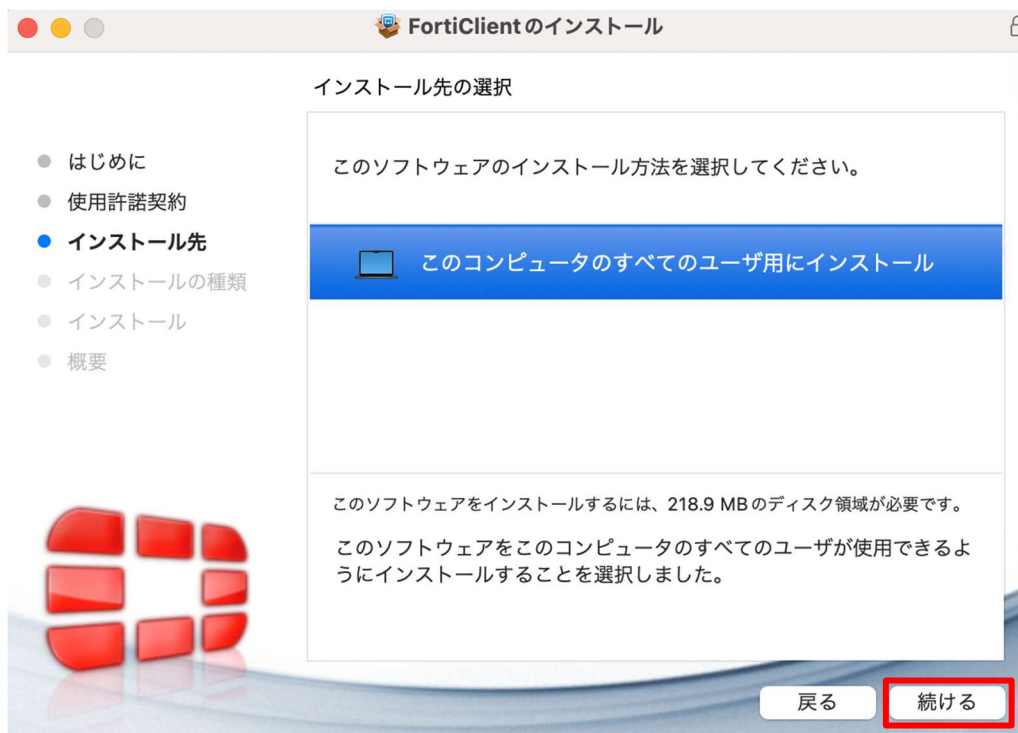 FortiClientのインストール
インストール先の選択
はじめに
使用許諾契約
インストール先
インストールの種類
インストール
概要
このソフトウェアのインストール方法を選択してください。
このコンピュータのすべてのユーザ用にインストール
このソフトウェアをインストールするには、218.9 MBのディスク領域が必要です。
このソフトウェアをこのコンピュータのすべてのユーザが使用できるよ
うにインストールすることを選択しました。
戻る
続ける